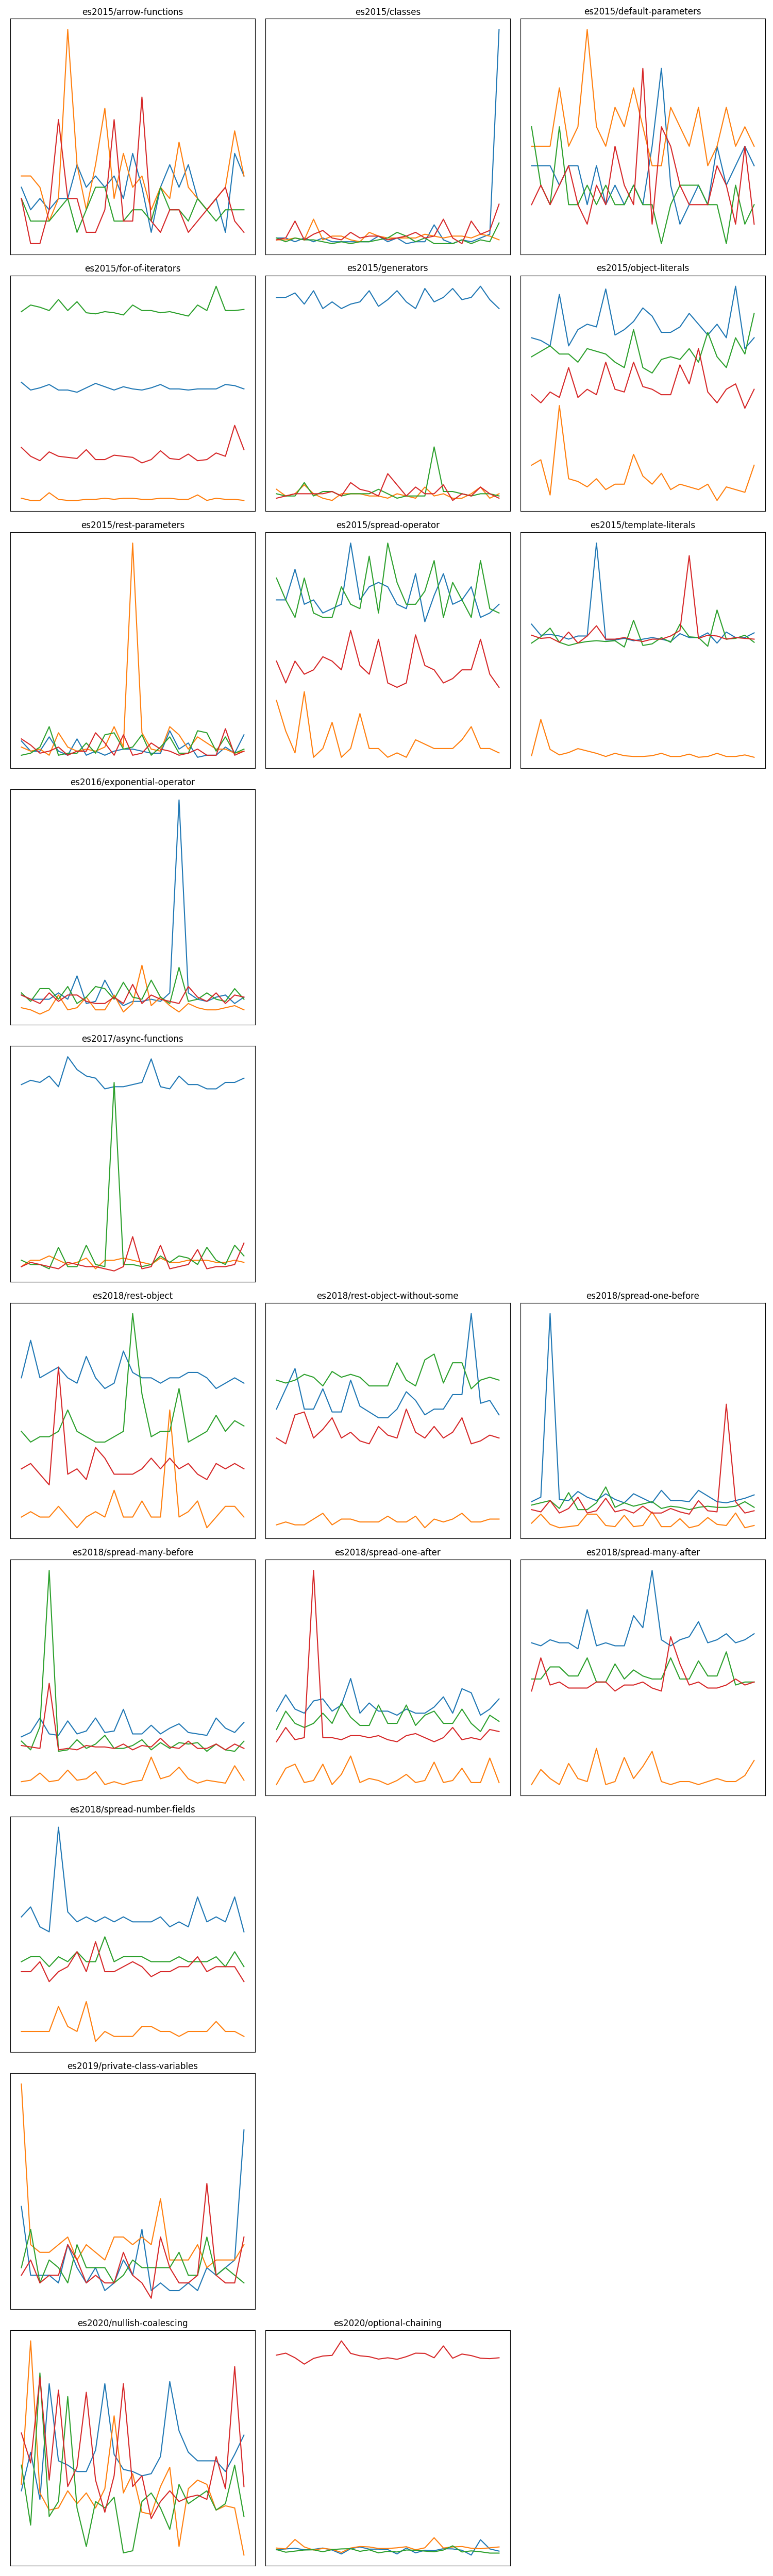 es2015/arrow-functions
es2015/classes
es2015/default-parameters
es2015/for-of-iterators
es2015/generators
es2015/object-literals
es2015/rest-parameters
es2015/spread-operator
es2015/template-literals
es2016/exponential-operator
es2017/async-functions
es2018/rest-object
es2018/rest-object-without-some
es2018/spread-one-before
es2018/spread-many-before
es2018/spread-one-after
es2018/spread-many-after
es2018/spread-number-fields
es2019/private-class-variables
es2020/nullish-coalescing
es2020/optional-chaining